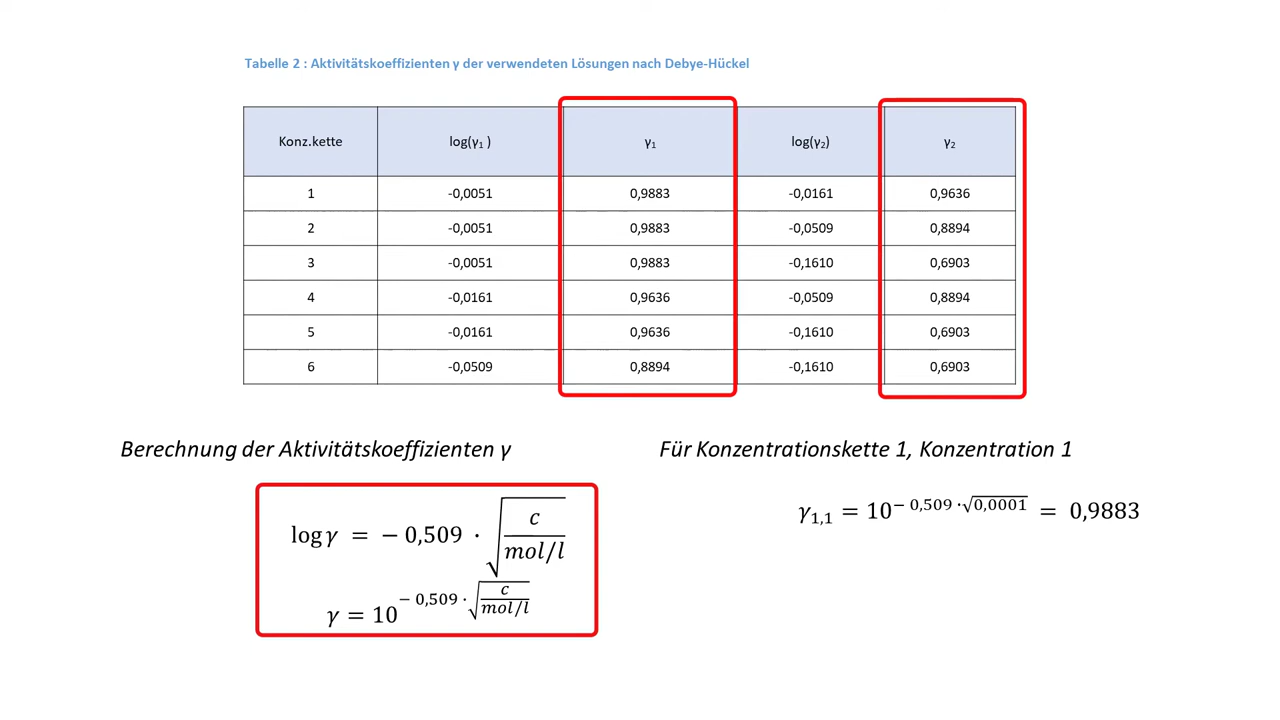 Tabelle 2 : Aktivitätskoeffizienten γ der verwendeten Lösungen nach Debye-Hückel
Konz.kette log(γ₁ ) γ₁ log(γ₂) γ₂
1 -0,0051 0,9883 -0,0161 0,9636
2 -0,0051 0,9883 -0,0509 0,8894
3 -0,0051 0,9883 -0,1610 0,6903
4 -0,0161 0,9636 -0,0509 0,8894
5 -0,0161 0,9636 -0,1610 0,6903
6 -0,0509 0,8894 -0,1610 0,6903
Berechnung der Aktivitätskoeffizienten γ
log γ = − 0,509 · √(c / mol/l)
γ = 10^(− 0,509 · √(c / mol/l))
Für Konzentrationskette 1, Konzentration 1
γ₁,₁ = 10^(− 0,509 · √0,0001) = 0,9883